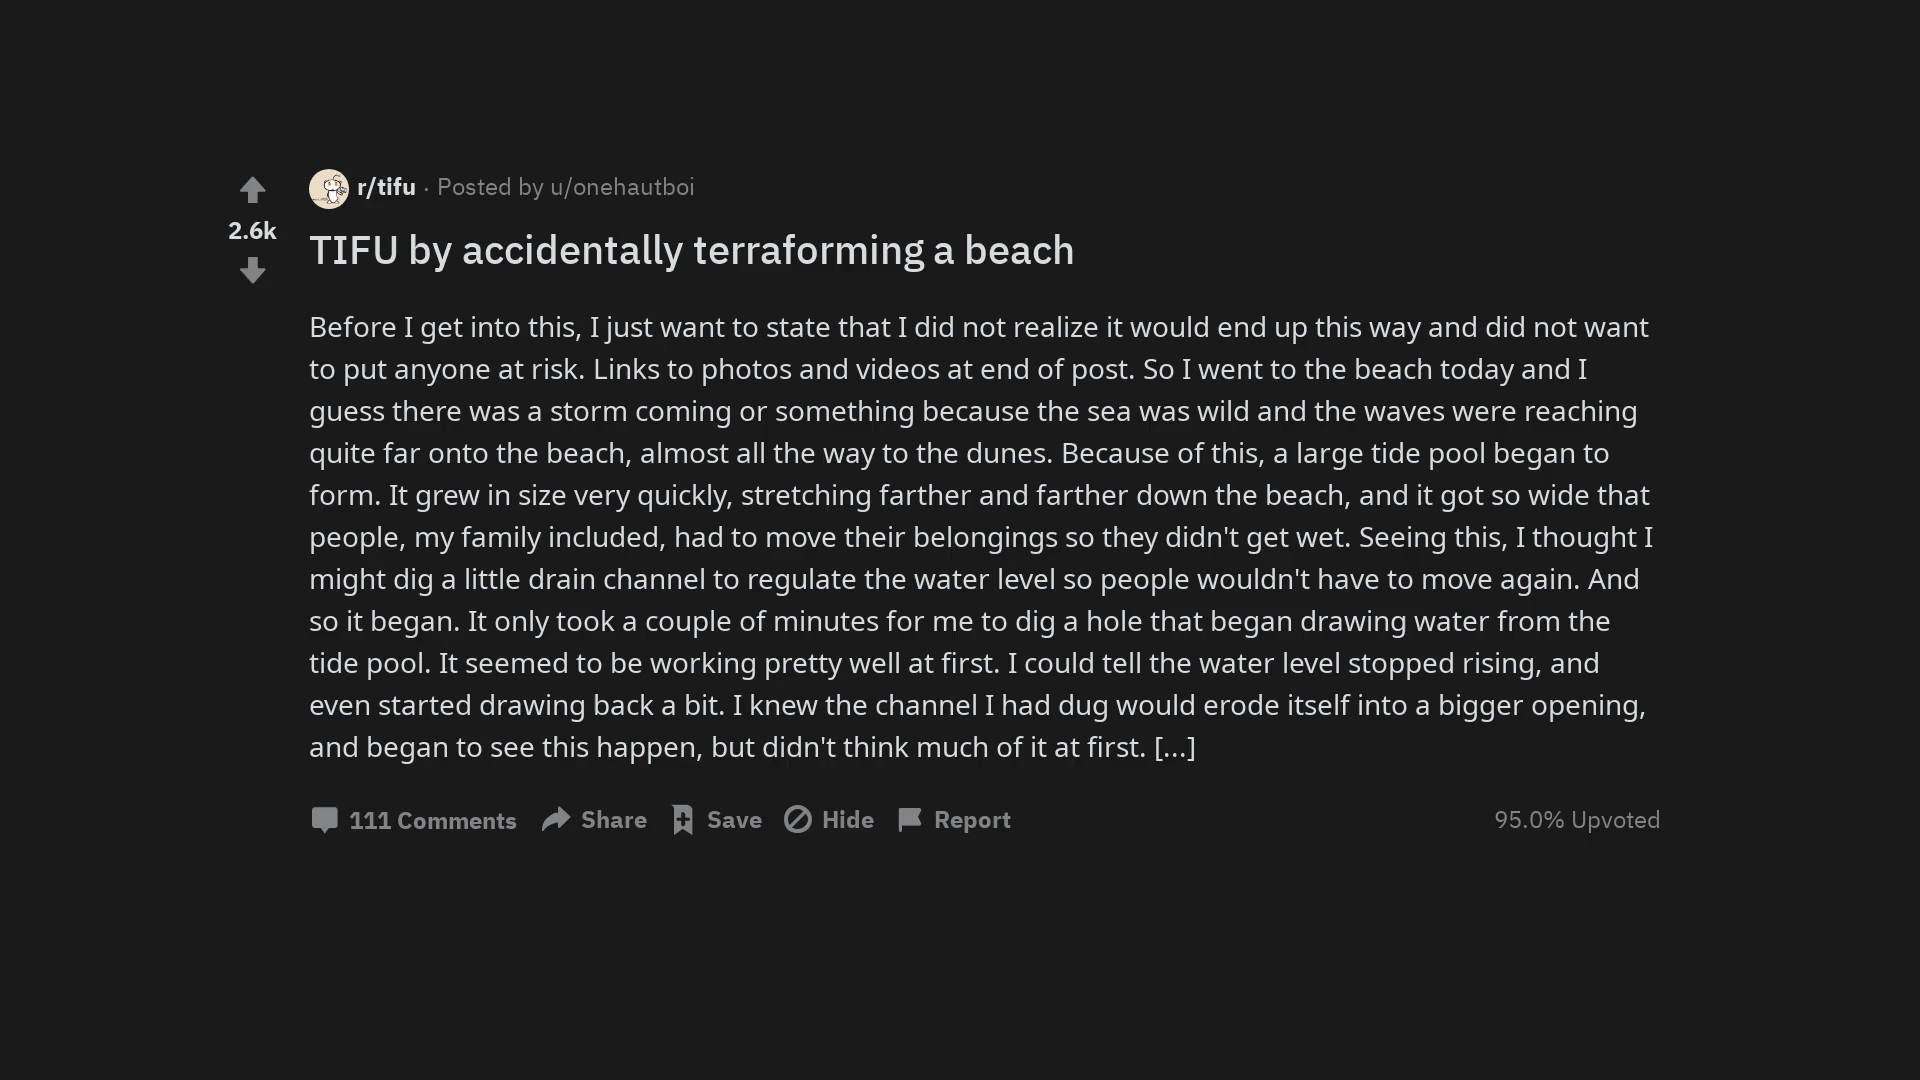 r/tifu · Posted by u/onehautboi
2.6k
TIFU by accidentally terraforming a beach
Before I get into this, I just want to state that I did not realize it would end up this way and did not want
to put anyone at risk. Links to photos and videos at end of post. So I went to the beach today and I
guess there was a storm coming or something because the sea was wild and the waves were reaching
quite far onto the beach, almost all the way to the dunes. Because of this, a large tide pool began to
form. It grew in size very quickly, stretching farther and farther down the beach, and it got so wide that
people, my family included, had to move their belongings so they didn't get wet. Seeing this, I thought I
might dig a little drain channel to regulate the water level so people wouldn't have to move again. And
so it began. It only took a couple of minutes for me to dig a hole that began drawing water from the
tide pool. It seemed to be working pretty well at first. I could tell the water level stopped rising, and
even started drawing back a bit. I knew the channel I had dug would erode itself into a bigger opening,
and began to see this happen, but didn't think much of it at first. [...]
111 Comments Share Save Hide Report 95.0% Upvoted